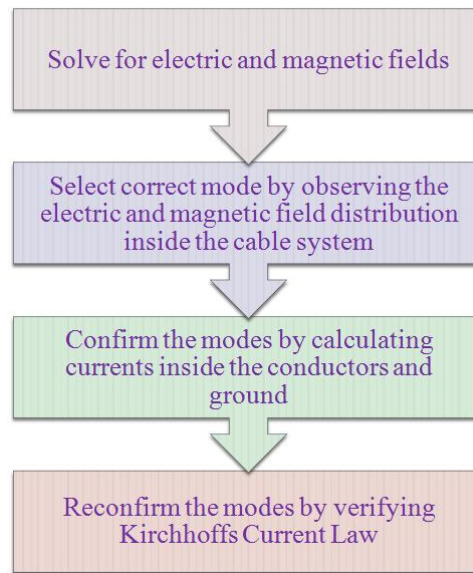 Solve for electric and magnetic fields
Select correct mode by observing the
electric and magnetic field distribution
inside the cable system
Confirm the modes by calculating
currents inside the conductors and
ground
Reconfirm the modes by verifying
Kirchhoffs Current Law